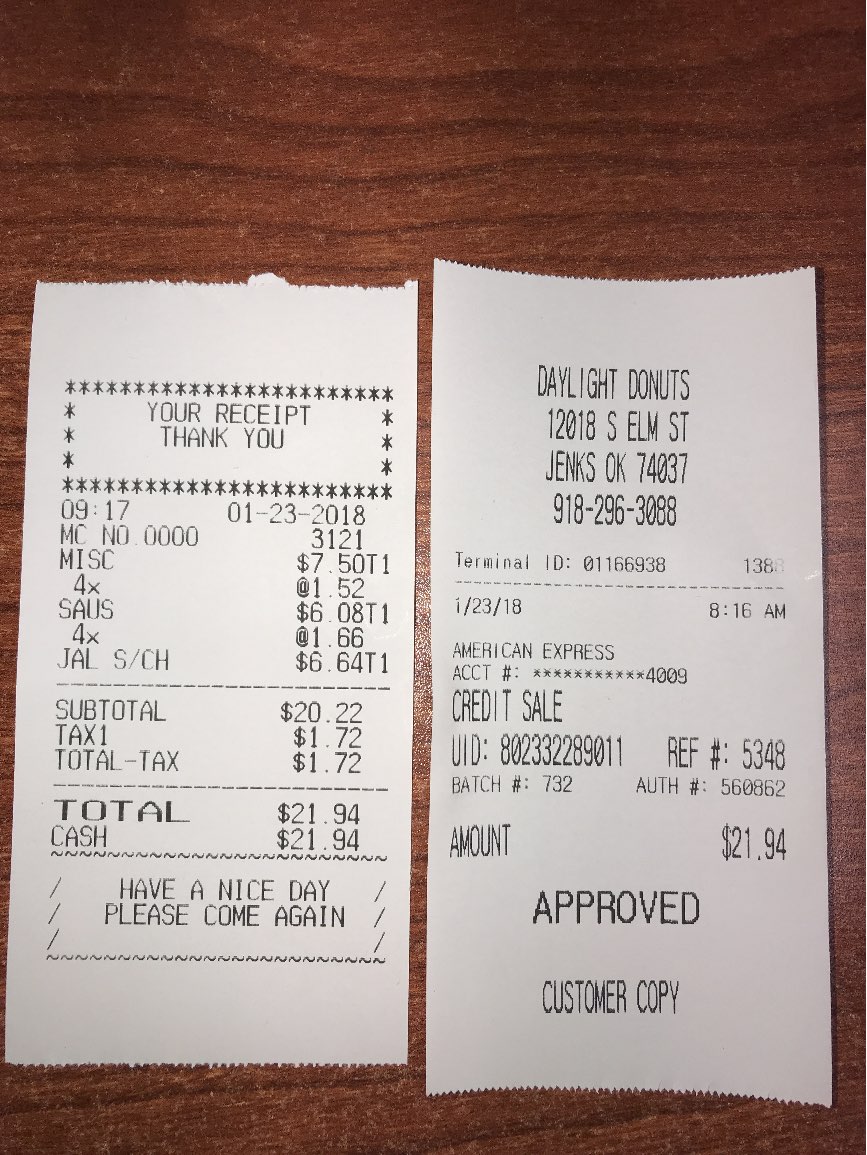 ************************
* YOUR RECEIPT *
* THANK YOU *
* *
************************
09:17 01-23-2018
MC NO.0000 3121
MISC $7.50T1
4x @1.52
SAUS $6.08T1
4x @1.66
JAL S/CH $6.64T1
SUBTOTAL $20.22
TAX1 $1.72
TOTAL-TAX $1.72
TOTAL $21.94
CASH $21.94
~~~~~~~~~~~~~~~~~~~~~~~~
/ HAVE A NICE DAY /
/ PLEASE COME AGAIN /
/ /
~~~~~~~~~~~~~~~~~~~~~~~~
DAYLIGHT DONUTS
12018 S ELM ST
JENKS OK 74037
918-296-3088
Terminal ID: 01166938
1/23/18 8:16 AM
AMERICAN EXPRESS
ACCT #: ***********4009
CREDIT SALE
UID: 802332289011 REF #: 5348
BATCH #: 732 AUTH #: 560862
AMOUNT $21.94
APPROVED
CUSTOMER COPY